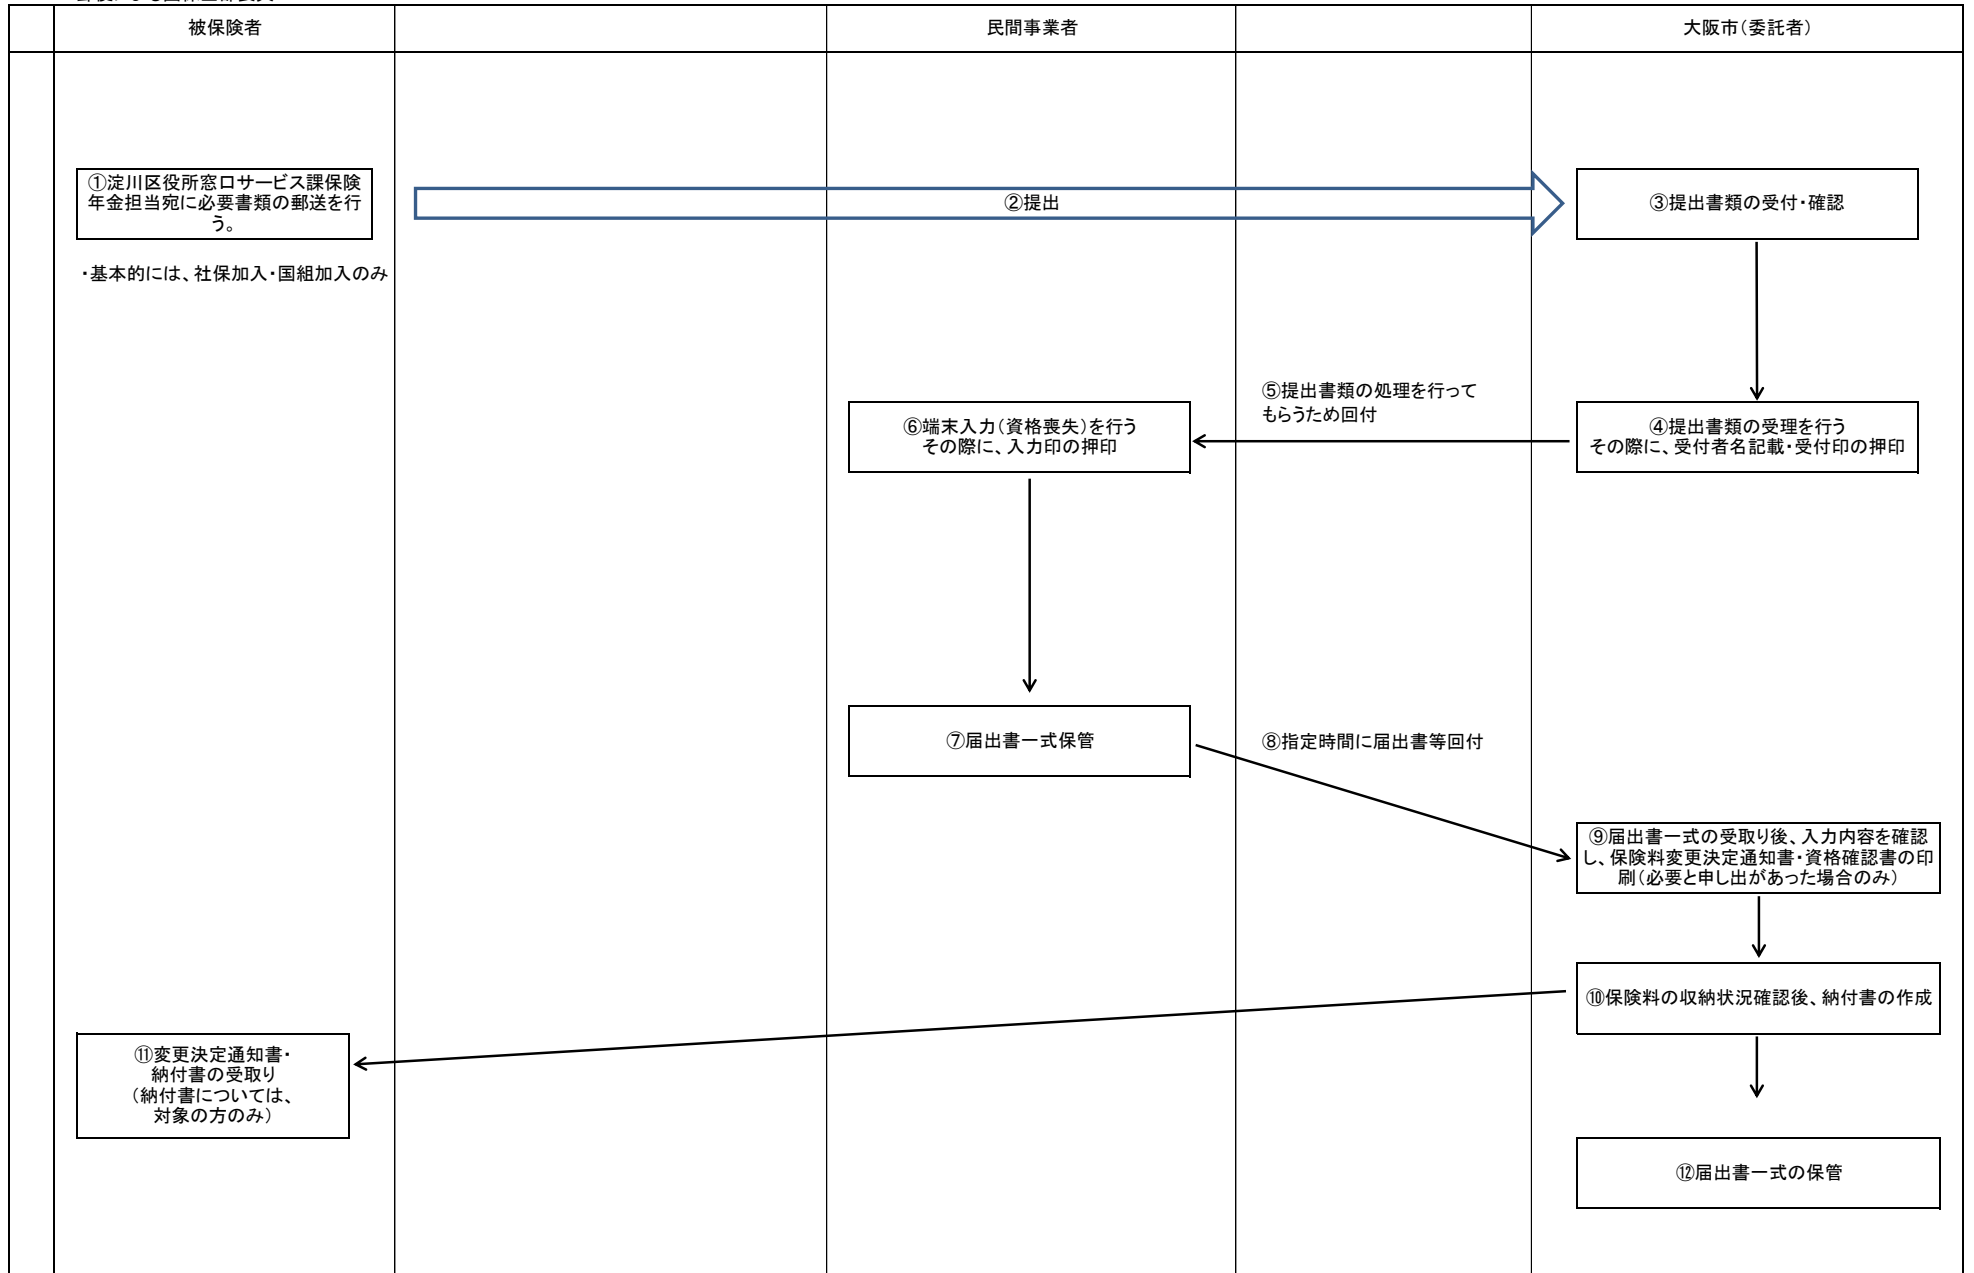 被保険者
民間事業者
大阪市(委託者)
①淀川区役所窓口サービス課保険
年金担当宛に必要書類の郵送を行
う。
②提出
③提出書類の受付・確認
・基本的には、社保加入・国組加入のみ
⑤提出書類の処理を行って
もらうため回付
⑥端末入力(資格喪失)を行う
その際に、入力印の押印
④提出書類の受理を行う
その際に、受付者名記載・受付印の押印
⑦届出書一式保管
⑧指定時間に届出書等回付
⑨届出書一式の受取り後、入力内容を確認
し、保険料変更決定通知書・資格確認書の印
刷(必要と申し出があった場合のみ)
⑩保険料の収納状況確認後、納付書の作成
⑪変更決定通知書・
納付書の受取り
(納付書については、
対象の方のみ)
⑫届出書一式の保管